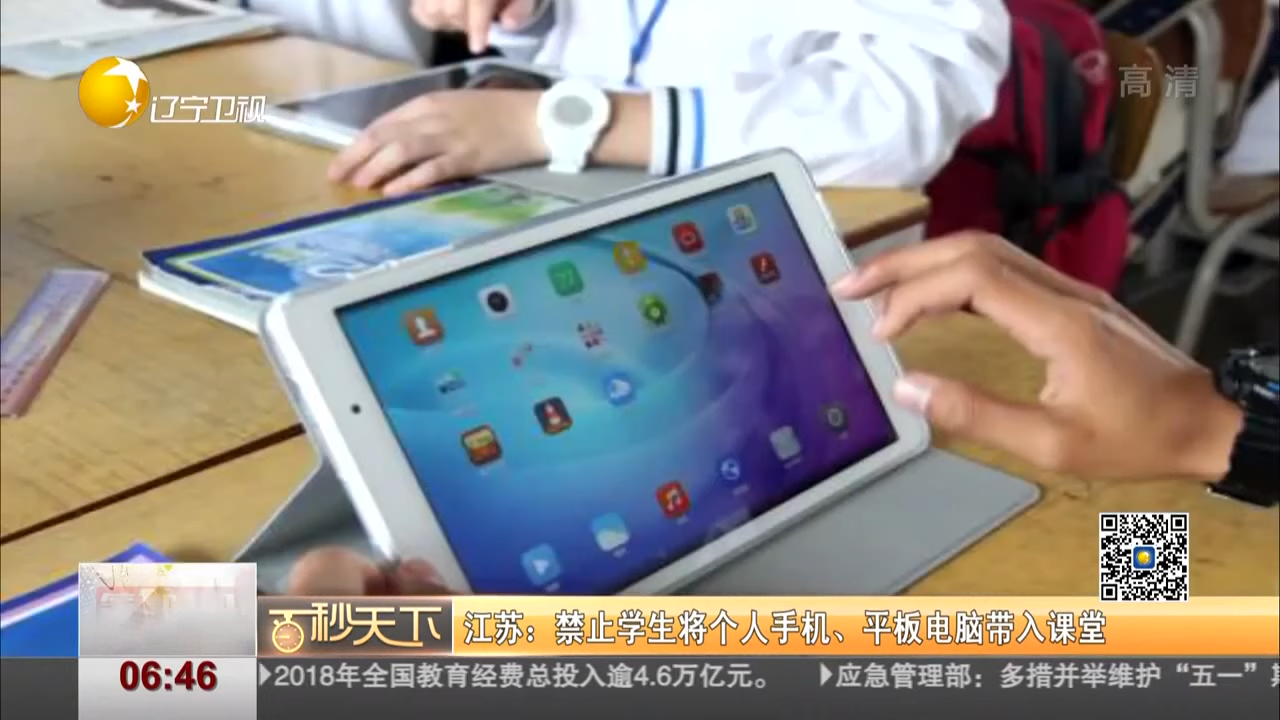 辽宁卫视
高清
百秒天下
江苏：禁止学生将个人手机、平板电脑带入课堂
06:46
2018年全国教育经费总投入逾4.6万亿元。
应急管理部：多措并举维护“五一”